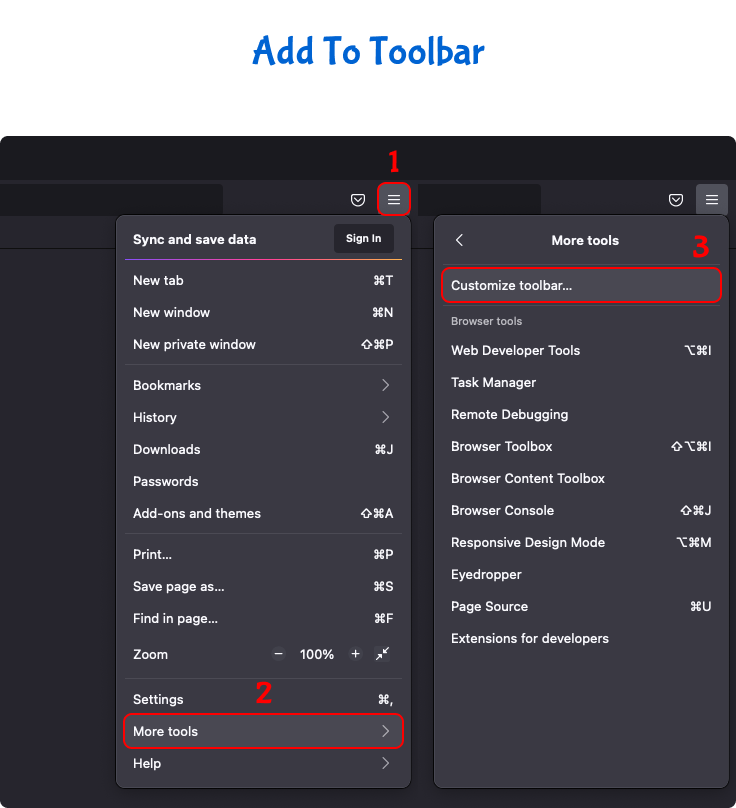 Add To Toolbar
1
Sync and save data Sign In
New tab ⌘T
New window ⌘N
New private window ⇧⌘P
Bookmarks
History
Downloads ⌘J
Passwords
Add-ons and themes ⇧⌘A
Print... ⌘P
Save page as... ⌘S
Find in page... ⌘F
Zoom − 100% +
2
Settings ⌘,
More tools
Help
More tools
3
Customize toolbar...
Browser tools
Web Developer Tools ⌥⌘I
Task Manager
Remote Debugging
Browser Toolbox ⇧⌥⌘I
Browser Content Toolbox
Browser Console ⇧⌘J
Responsive Design Mode ⌥⌘M
Eyedropper
Page Source ⌘U
Extensions for developers